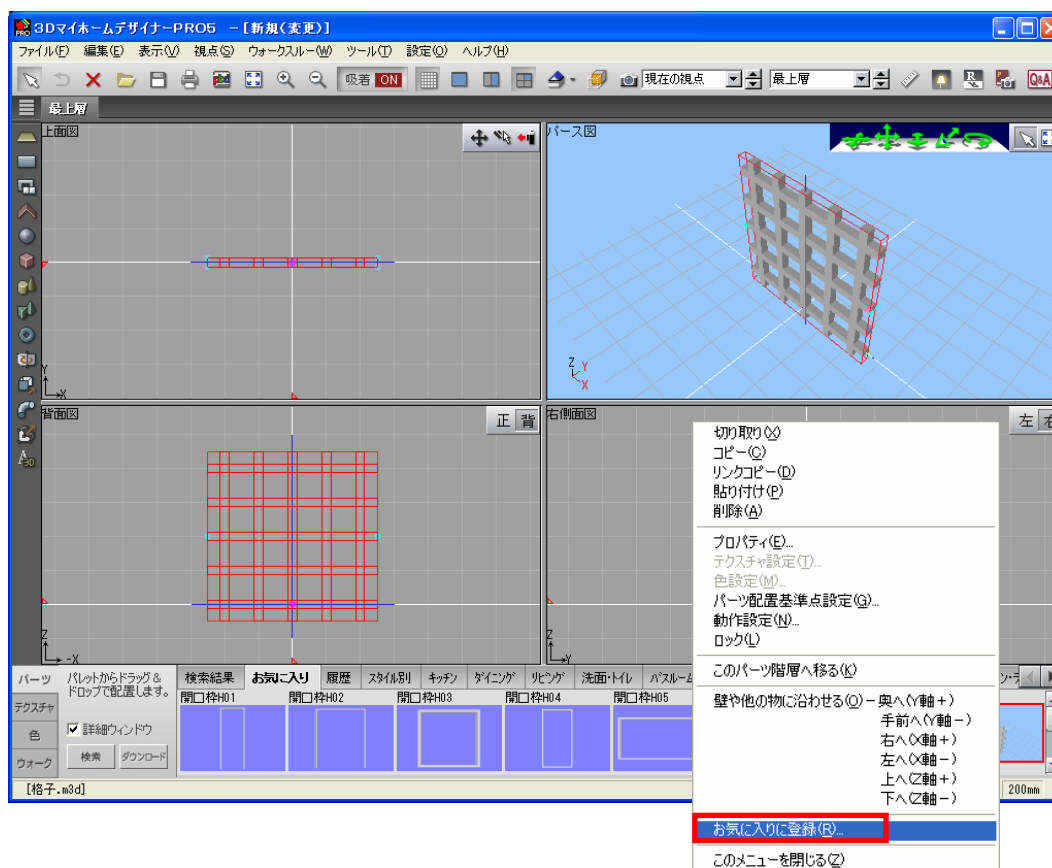 3DマイホームデザイナーPRO5 －[新規(変更)]
ファイル(F) 編集(E) 表示(V) 視点(S) ウォークスルー(W) ツール(T) 設定(O) ヘルプ(H)
吸着 ON 現在の視点 最上層 Q&A
最上層
上面図
パース図
Z Y X
Y X
背面図 正 背
右側面図 左 右
切り取り(X)
コピー(C)
リンクコピー(D)
貼り付け(P)
削除(A)
プロパティ(E)...
テクスチャ設定(T)...
色設定(M)...
パーツ配置基準点設定(G)...
動作設定(N)...
ロック(L)
このパーツ階層へ移る(K)
壁や他の物に沿わせる(O)－奥へ(Y軸＋)
手前へ(Y軸－)
右へ(X軸＋)
左へ(X軸－)
上へ(Z軸＋)
下へ(Z軸－)
お気に入りに登録(R)...
このメニューを閉じる(Z)
Z -X
Y
パーツ
テクスチャ
色
ウォーク
パレットからドラッグ＆
ドロップで配置します。
詳細ウィンドウ
検索 ダウンロード
検索結果 お気に入り 履歴 スタイル別 キッチン ダイニング リビング 洗面・トイレ バスルーム
開口枠H01 開口枠H02 開口枠H03 開口枠H04 開口枠H05
[格子.m3d]
200mm